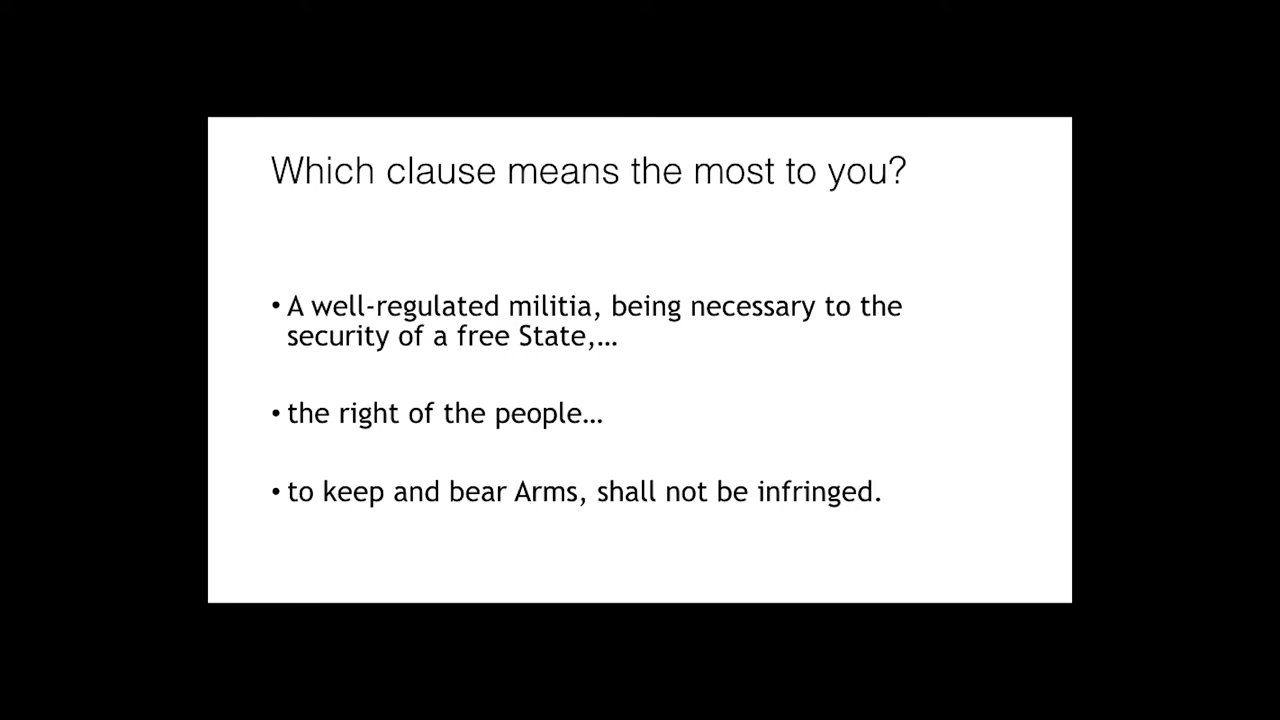 Which clause means the most to you?
• A well-regulated militia, being necessary to the
security of a free State,…
• the right of the people…
• to keep and bear Arms, shall not be infringed.